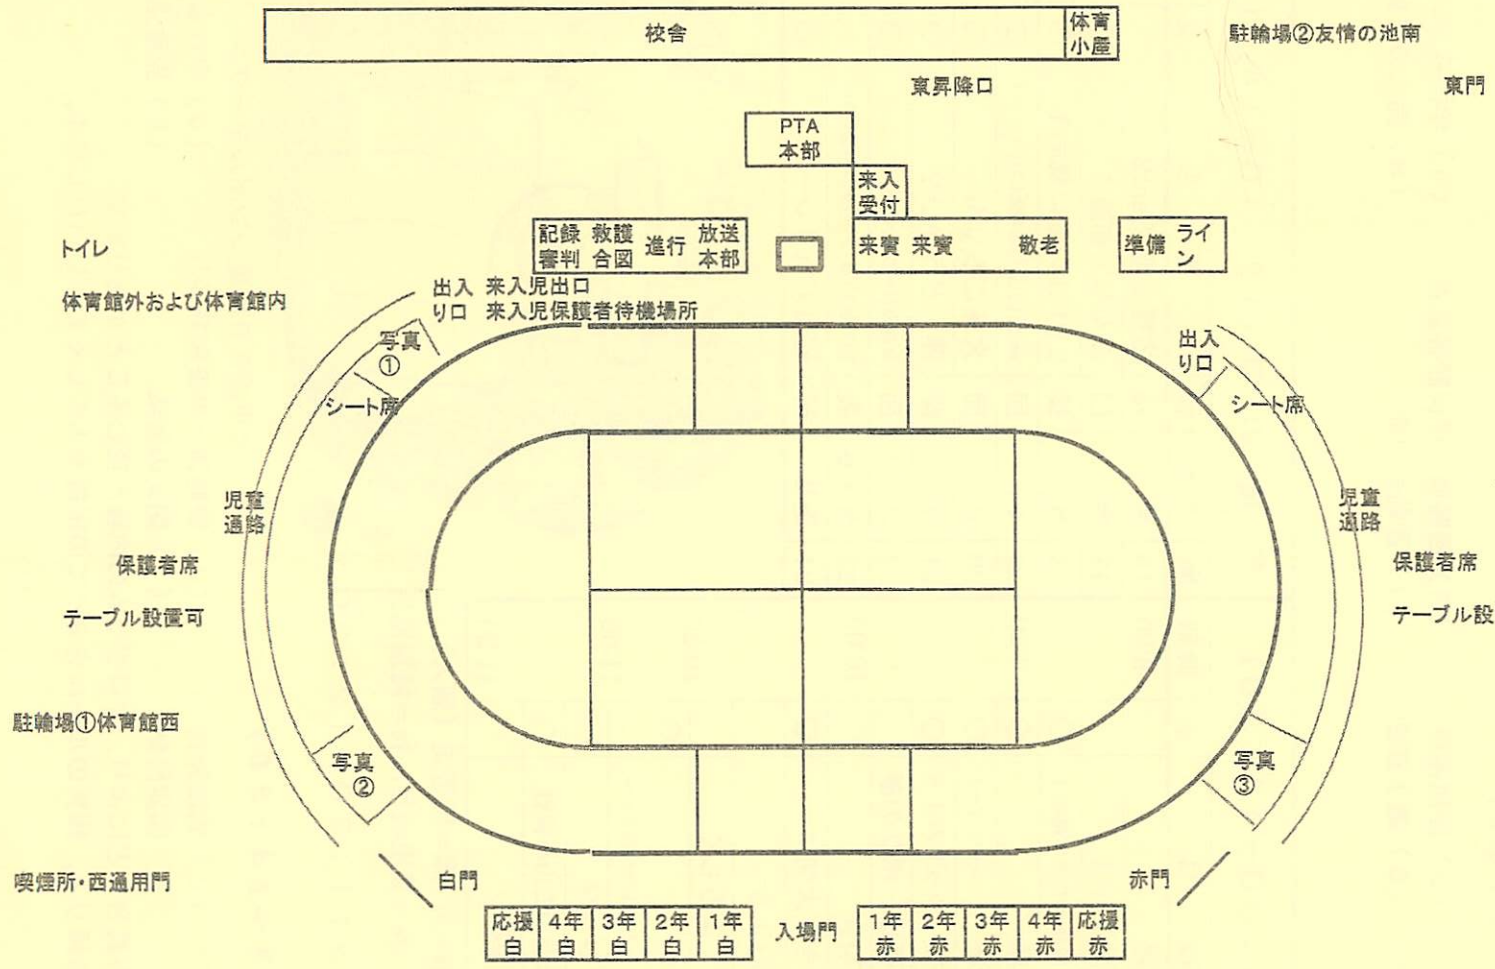 校舎
体育
小屋
駐輪場②友情の池南
東昇降口
東門
PTA
本部
来入
受付
トイレ
記録 救護 進行 放送
審判 合図 本部
来賓 来賓 敬老
準備 ライ
ン
体育館外および体育館内
出入
り口
来入児出口
来入児保護者待機場所
写真
①
シート席
出入
り口
シート席
児童
通路
児童
通路
保護者席
テーブル設置可
保護者席
テーブル設
駐輪場①体育館西
写真
②
写真
③
喫煙所・西通用門
白門
赤門
応援 4年 3年 2年 1年
白 白 白 白 白
入場門
1年 2年 3年 4年 応援
赤 赤 赤 赤 赤